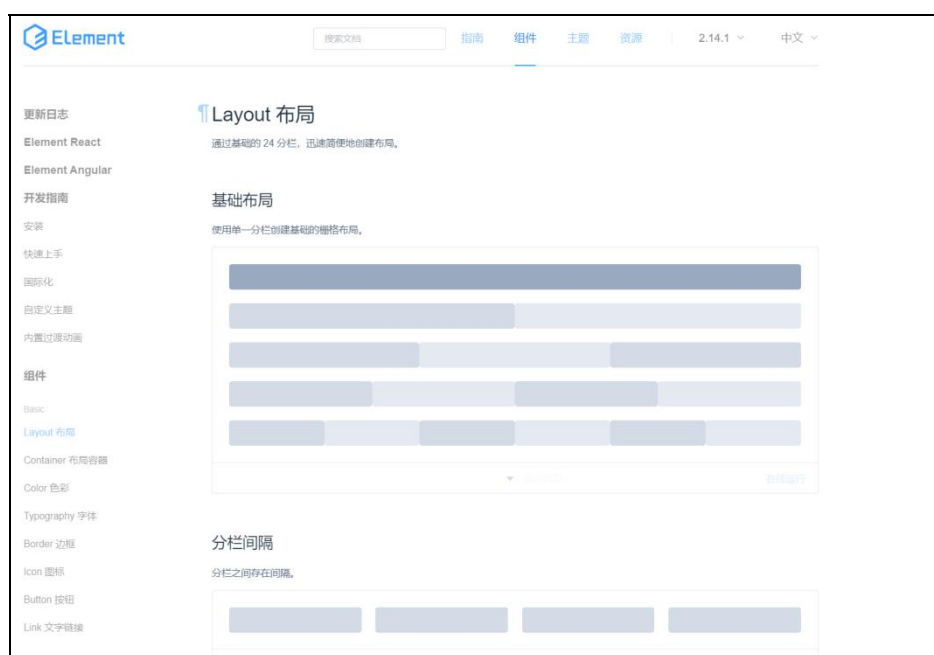 Element
搜索文档
指南 组件 主题 资源 2.14.1 中文
更新日志
Element React
Element Angular
开发指南
安装
快速上手
国际化
自定义主题
内置过渡动画
组件
Basic
Layout 布局
Container 布局容器
Color 色彩
Typography 字体
Border 边框
Icon 图标
Button 按钮
Link 文字链接
¶Layout 布局
通过基础的 24 分栏，迅速简便地创建布局。
基础布局
使用单一分栏创建基础的栅格布局。
在线运行
分栏间隔
分栏之间存在间隔。